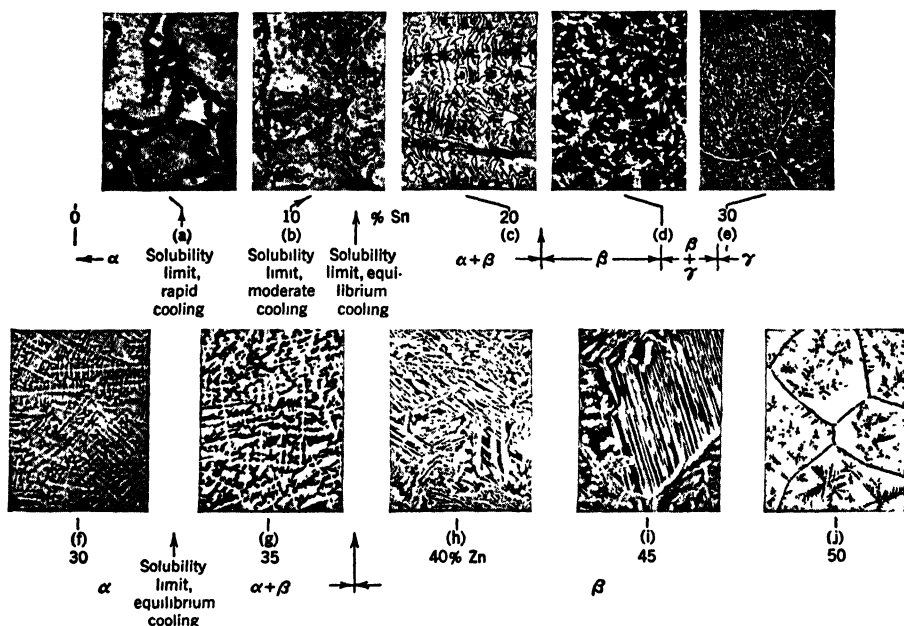 0 10 % Sn 20 30
(a) (b) (c) (d) (e)
α
Solubility limit, rapid cooling
Solubility limit, moderate cooling
Solubility limit, equi-
librium cooling
α+β β β + γ γ
(f) (g) (h) (i) (j)
30 35 40% Zn 45 50
α
Solubility
limit,
equilibrium
cooling
α+β β